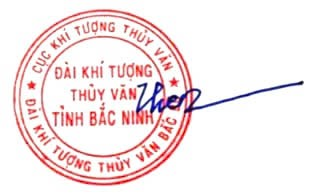 CỤC KHÍ TƯỢNG THỦY VĂN
ĐÀI KHÍ TƯỢNG
THỦY VĂN
TỈNH BẮC NINH
ĐÀI KHÍ TƯỢNG THỦY VĂN BẮC